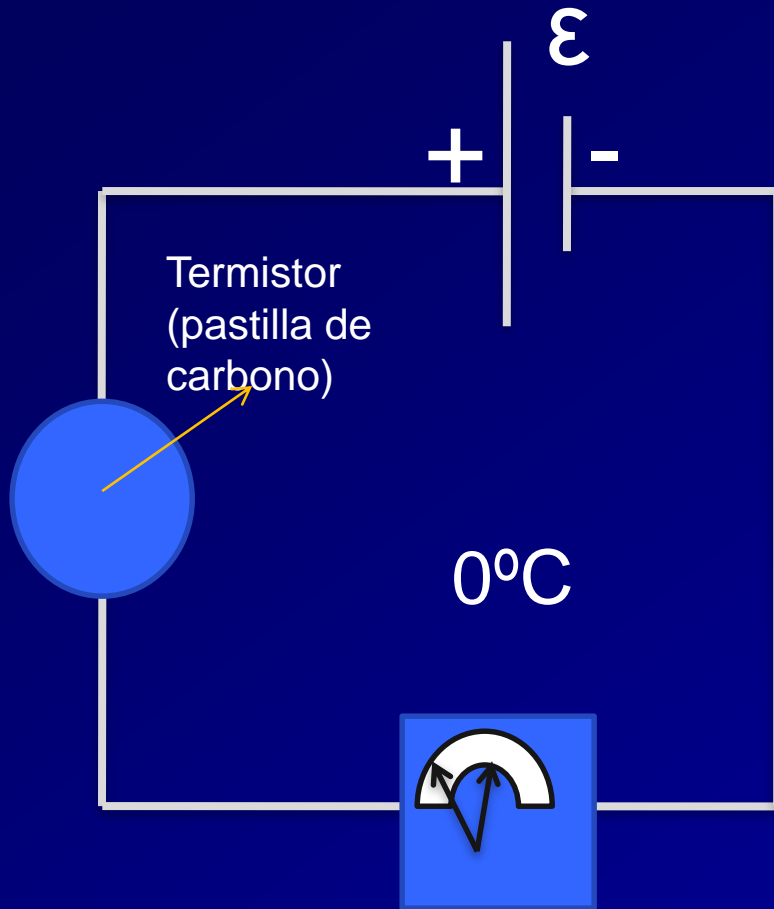 ε
+ -
Termistor
(pastilla de
carbono)
0ºC